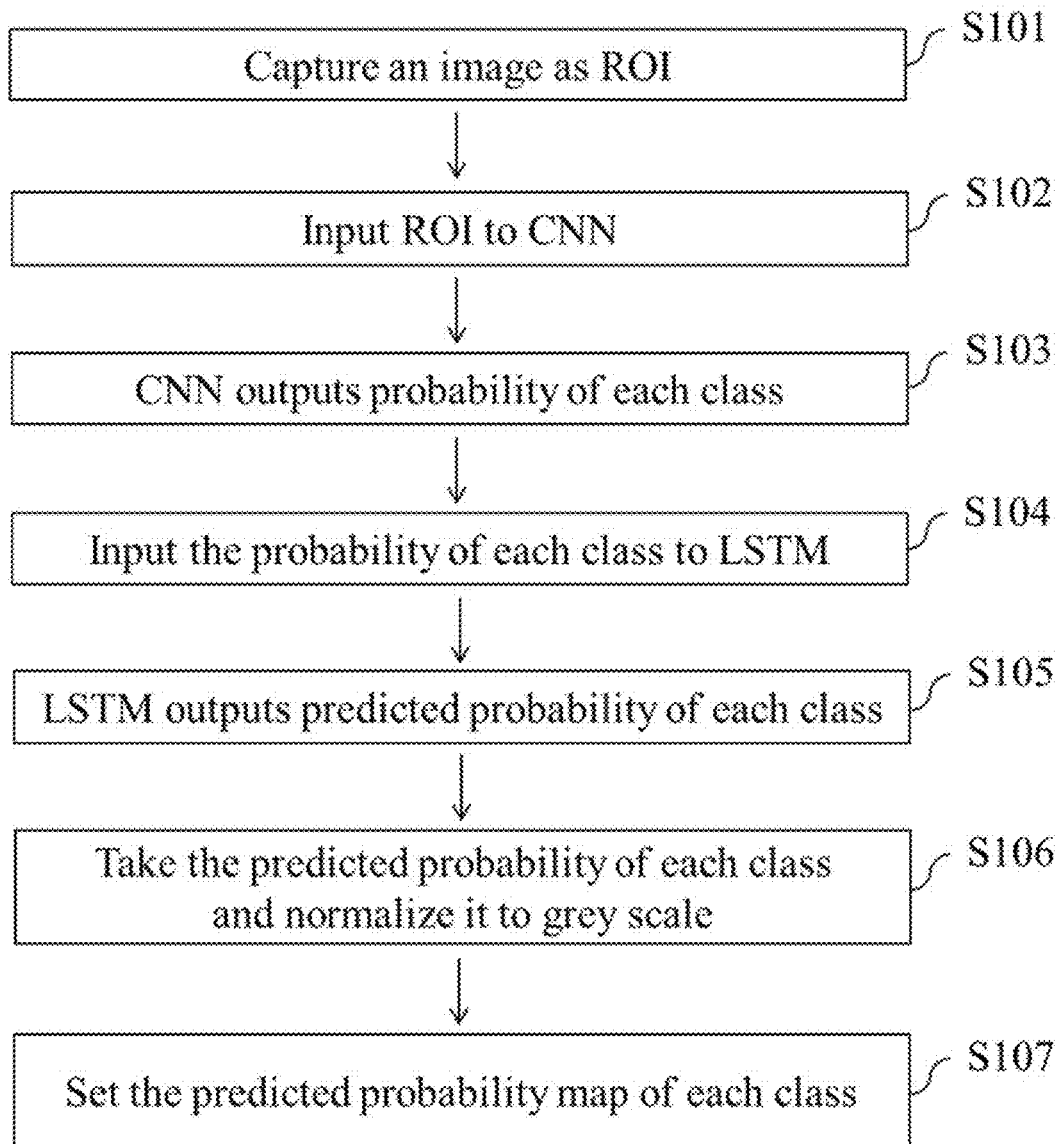 S101
Capture an image as ROI
S102
Input ROI to CNN
S103
CNN outputs probability of each class
S104
Input the probability of each class to LSTM
S105
LSTM outputs predicted probability of each class
S106
Take the predicted probability of each class
and normalize it to grey scale
S107
Set the predicted probability map of each class